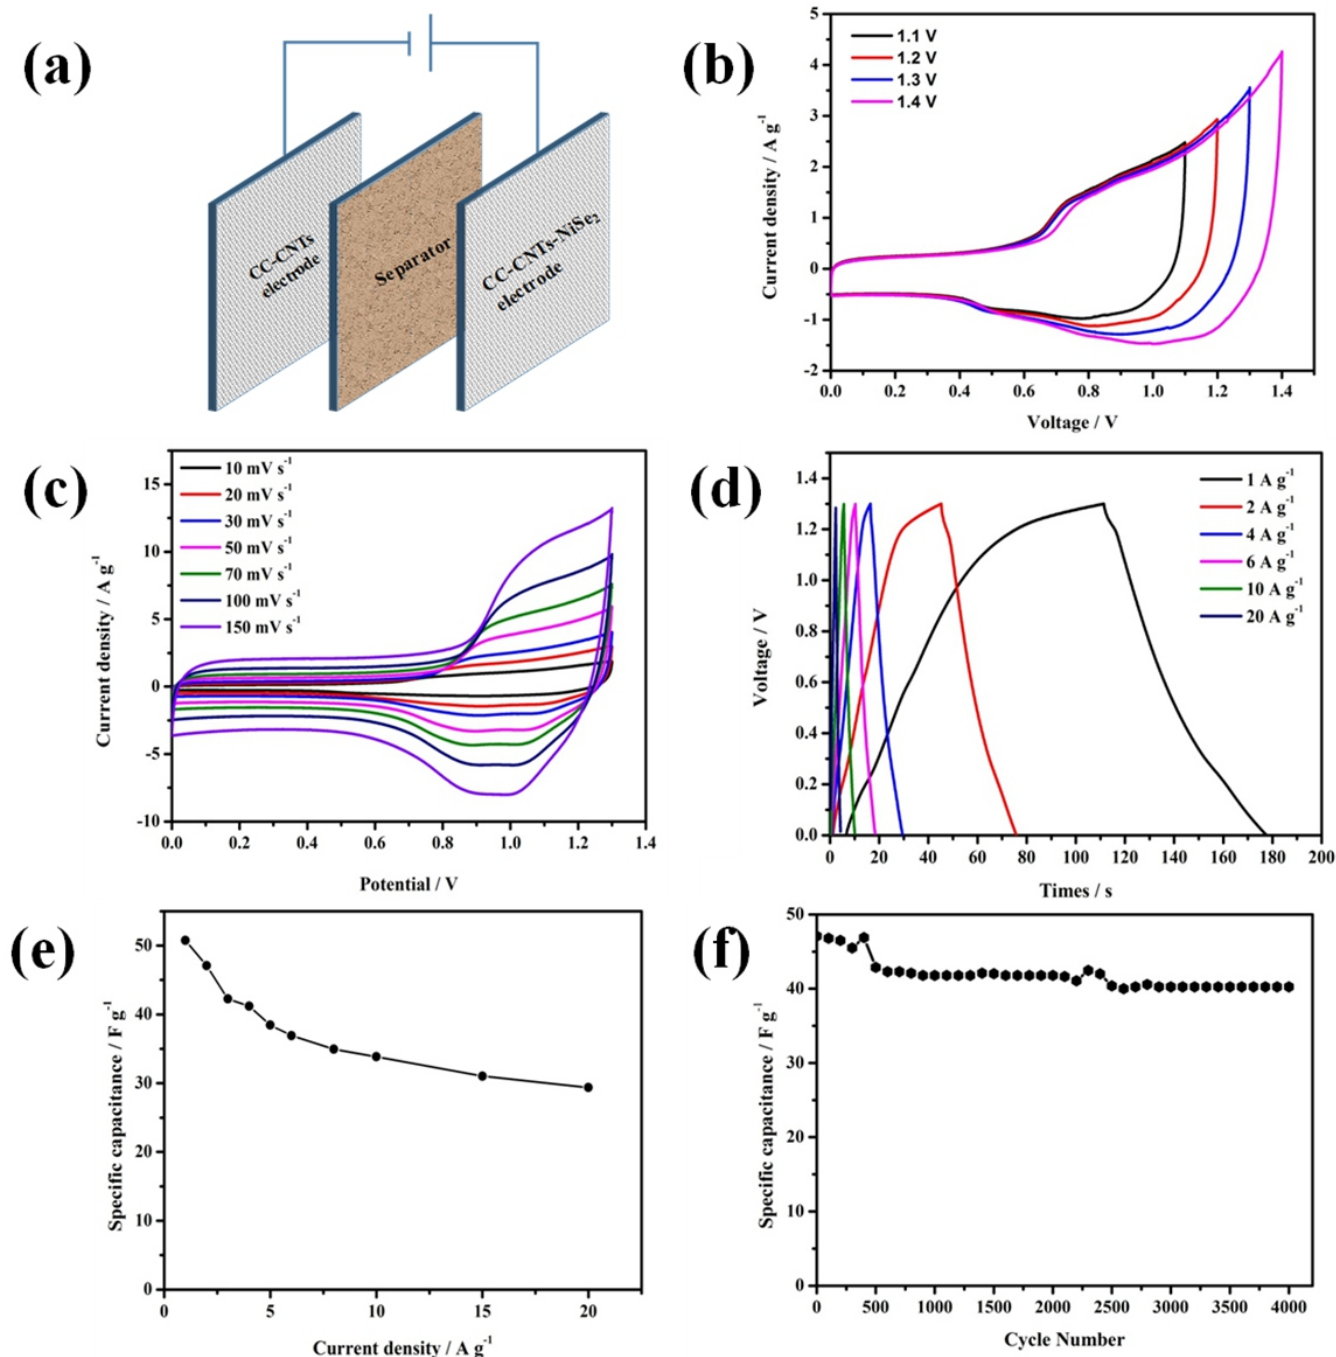 (a)
CC-CNTs
electrode
Separator
CC-CNTs-NiSe₂
electrode
(b)
1.1 V
1.2 V
1.3 V
1.4 V
5
4
3
2
1
0
-1
-2
Current density / A g⁻¹
0.0 0.2 0.4 0.6 0.8 1.0 1.2 1.4
Voltage / V
(c)
10 mV s⁻¹
20 mV s⁻¹
30 mV s⁻¹
50 mV s⁻¹
70 mV s⁻¹
100 mV s⁻¹
150 mV s⁻¹
15
10
5
0
-5
-10
Current density / A g⁻¹
0.0 0.2 0.4 0.6 0.8 1.0 1.2 1.4
Potential / V
(d)
1 A g⁻¹
2 A g⁻¹
4 A g⁻¹
6 A g⁻¹
10 A g⁻¹
20 A g⁻¹
1.4
1.2
1.0
0.8
0.6
0.4
0.2
0.0
Voltage / V
0 20 40 60 80 100 120 140 160 180 200
Times / s
(e)
50
40
30
20
10
0
Specific capacitance / F g⁻¹
0 5 10 15 20
Current density / A g⁻¹
(f)
50
40
30
20
10
0
Specific capacitance / F g⁻¹
0 500 1000 1500 2000 2500 3000 3500 4000
Cycle Number